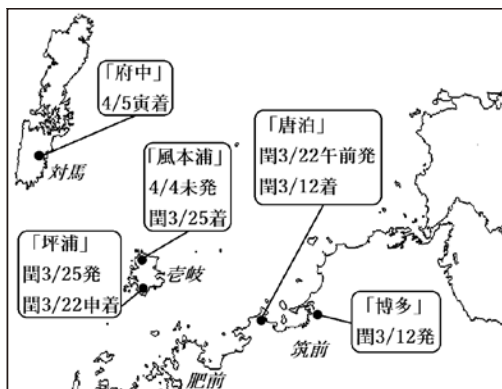 「府中」
4/5寅着
対馬
「風本浦」
4/4未発
閏3/25着
「唐泊」
閏3/22午前発
閏3/12着
「坪浦」
閏3/25発
閏3/22申着
壱岐
「博多」
閏3/12発
筑前
肥前